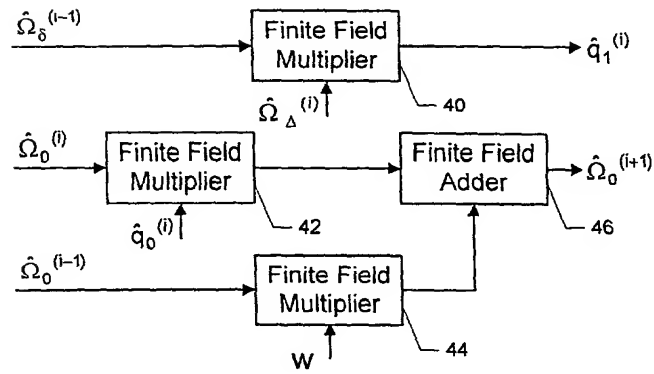 Ω̂δ⁽ⁱ⁻¹⁾
Finite Field
Multiplier
q̂₁⁽ⁱ⁾
40
Ω̂Δ⁽ⁱ⁾
Ω̂₀⁽ⁱ⁾
Finite Field
Multiplier
Finite Field
Adder
Ω̂₀⁽ⁱ⁺¹⁾
42
46
q̂₀⁽ⁱ⁾
Ω̂₀⁽ⁱ⁻¹⁾
Finite Field
Multiplier
44
W